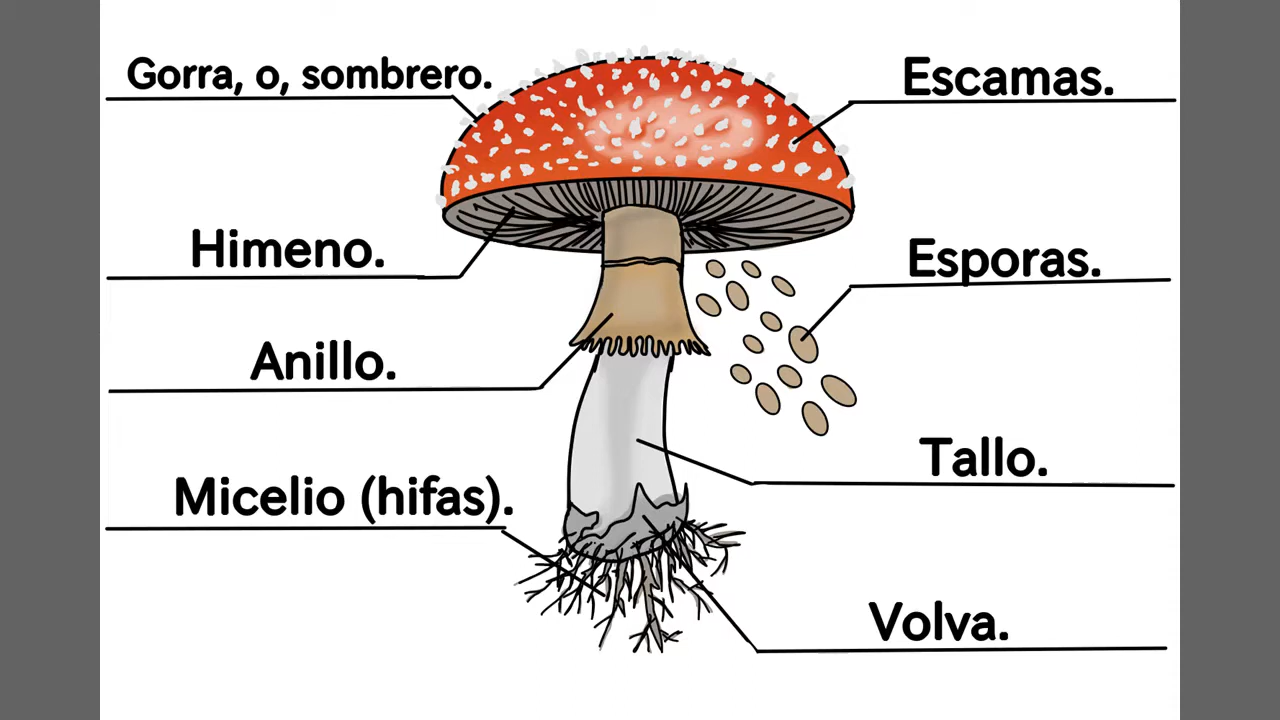 Gorra, o, sombrero.
Escamas.
Himeno.
Esporas.
Anillo.
Tallo.
Micelio (hifas).
Volva.